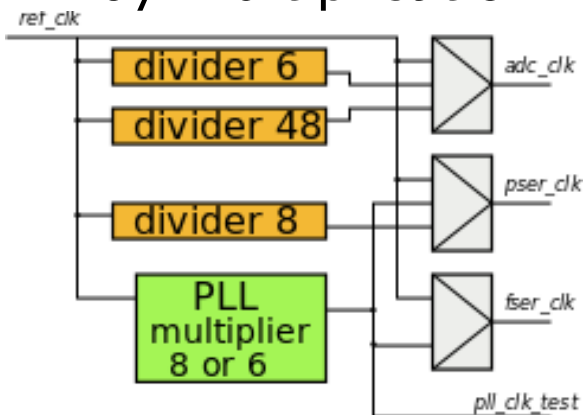 ref_clk
divider 6
adc_clk
divider 48
pser_clk
divider 8
PLL
multiplier
8 or 6
fser_clk
pll_clk_test